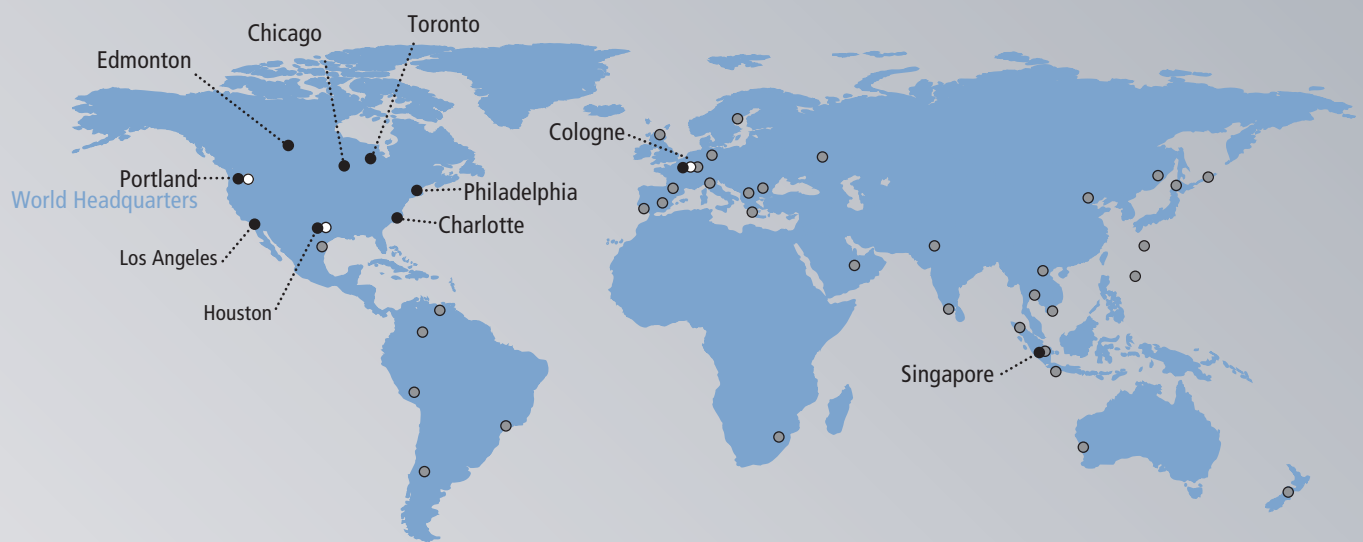 Toronto
Chicago
Edmonton
Cologne
Portland
World Headquarters
Philadelphia
Charlotte
Los Angeles
Houston
Singapore